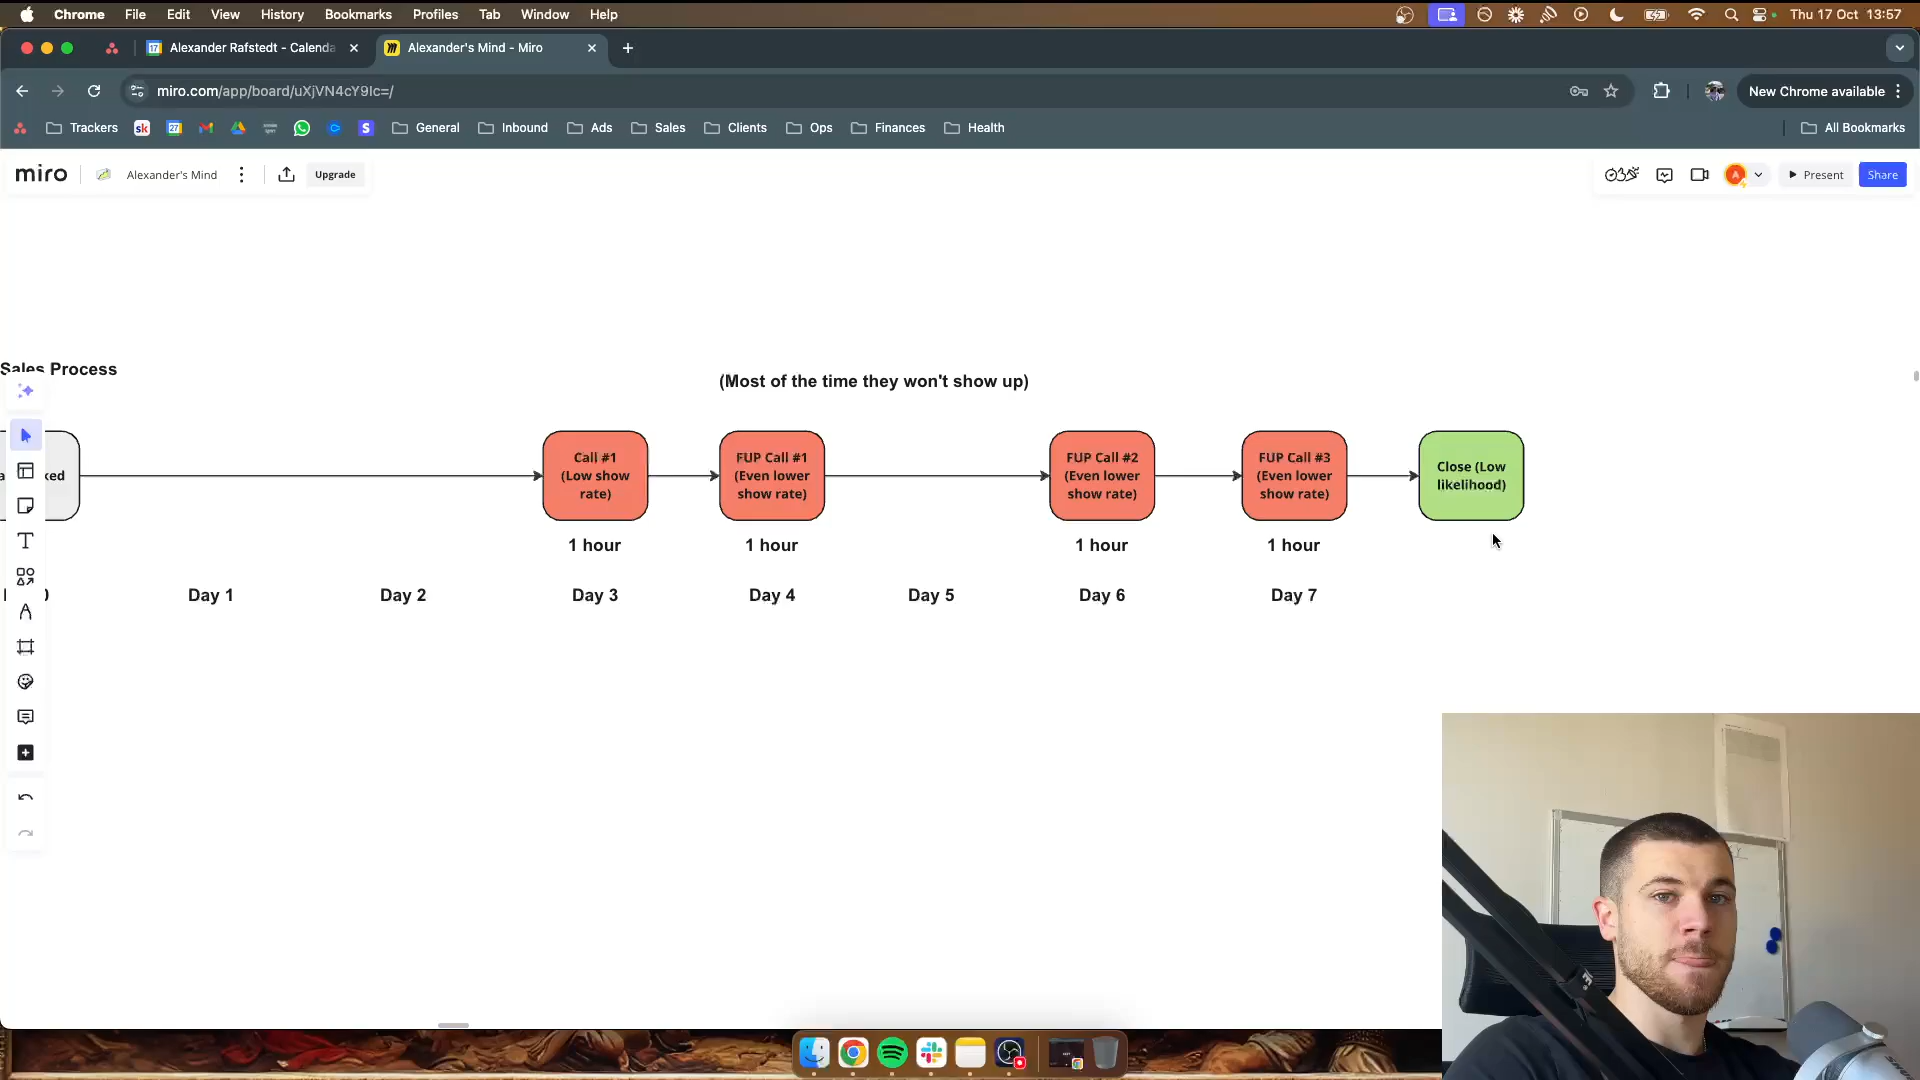 Chrome File Edit View History Bookmarks Profiles Tab Window Help
Thu 17 Oct 13:57
Alexander Rafstedt - Calenda
Alexander's Mind - Miro
miro.com/app/board/uXjVN4cY9Ic=/
New Chrome available
Trackers
General
Inbound
Ads
Sales
Clients
Ops
Finances
Health
All Bookmarks
miro
Alexander's Mind
Upgrade
Present
Share
Sales Process
(Most of the time they won't show up)
ked
Call #1
(Low show
rate)
FUP Call #1
(Even lower
show rate)
FUP Call #2
(Even lower
show rate)
FUP Call #3
(Even lower
show rate)
Close (Low
likelihood)
1 hour
1 hour
1 hour
1 hour
Day 1
Day 2
Day 3
Day 4
Day 5
Day 6
Day 7